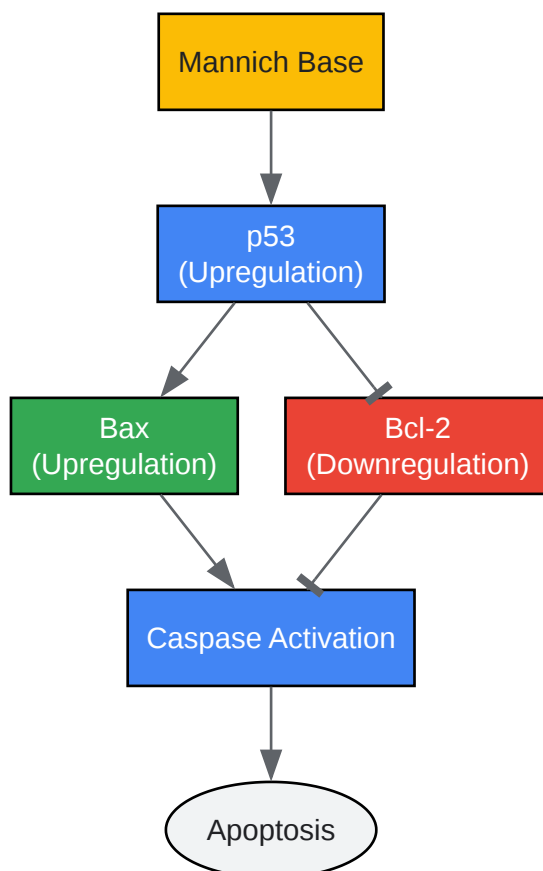 Mannich Base
p53
(Upregulation)
Bax
(Upregulation)
Bcl-2
(Downregulation)
Caspase Activation
Apoptosis